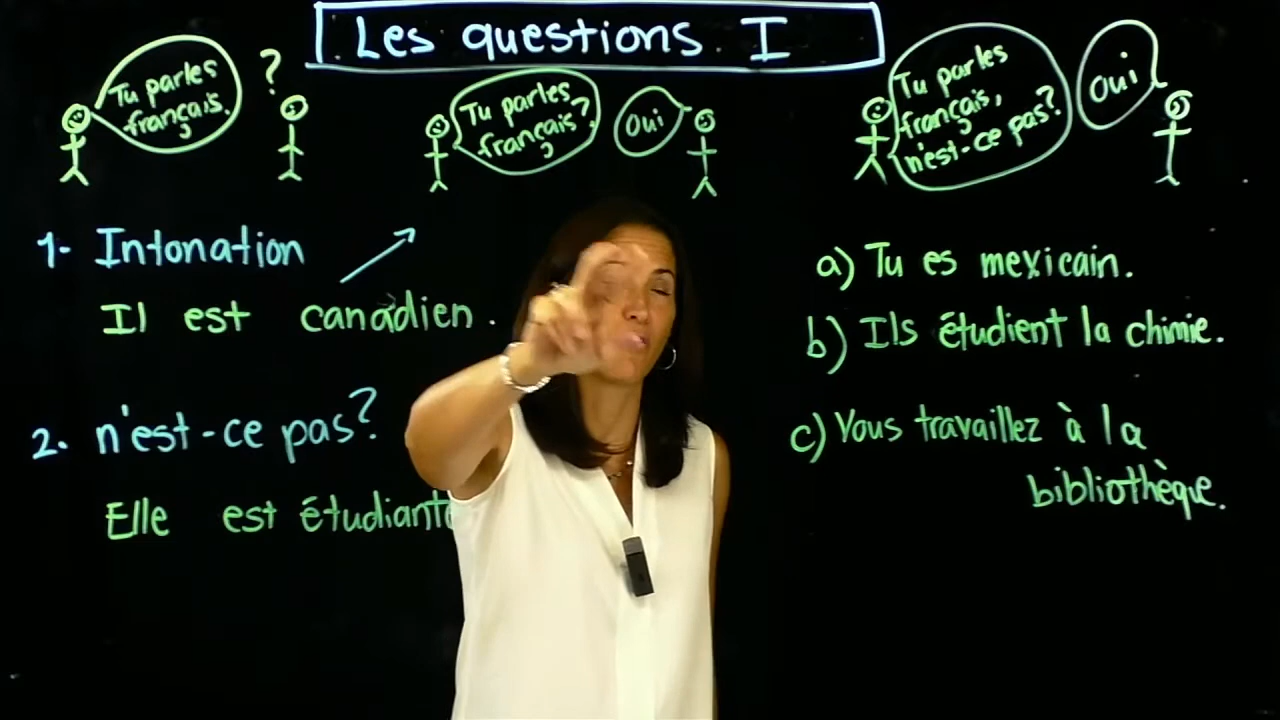 Les questions I
Tu parles
français.
?
Tu parles
français?
Oui
Tu parles
français,
n'est-ce pas?
Oui
1- Intonation
Il est canadien.
2. n'est-ce pas?
Elle est étudiante
a) Tu es mexicain.
b) Ils étudient la chimie.
c) Vous travaillez à la
bibliothèque.